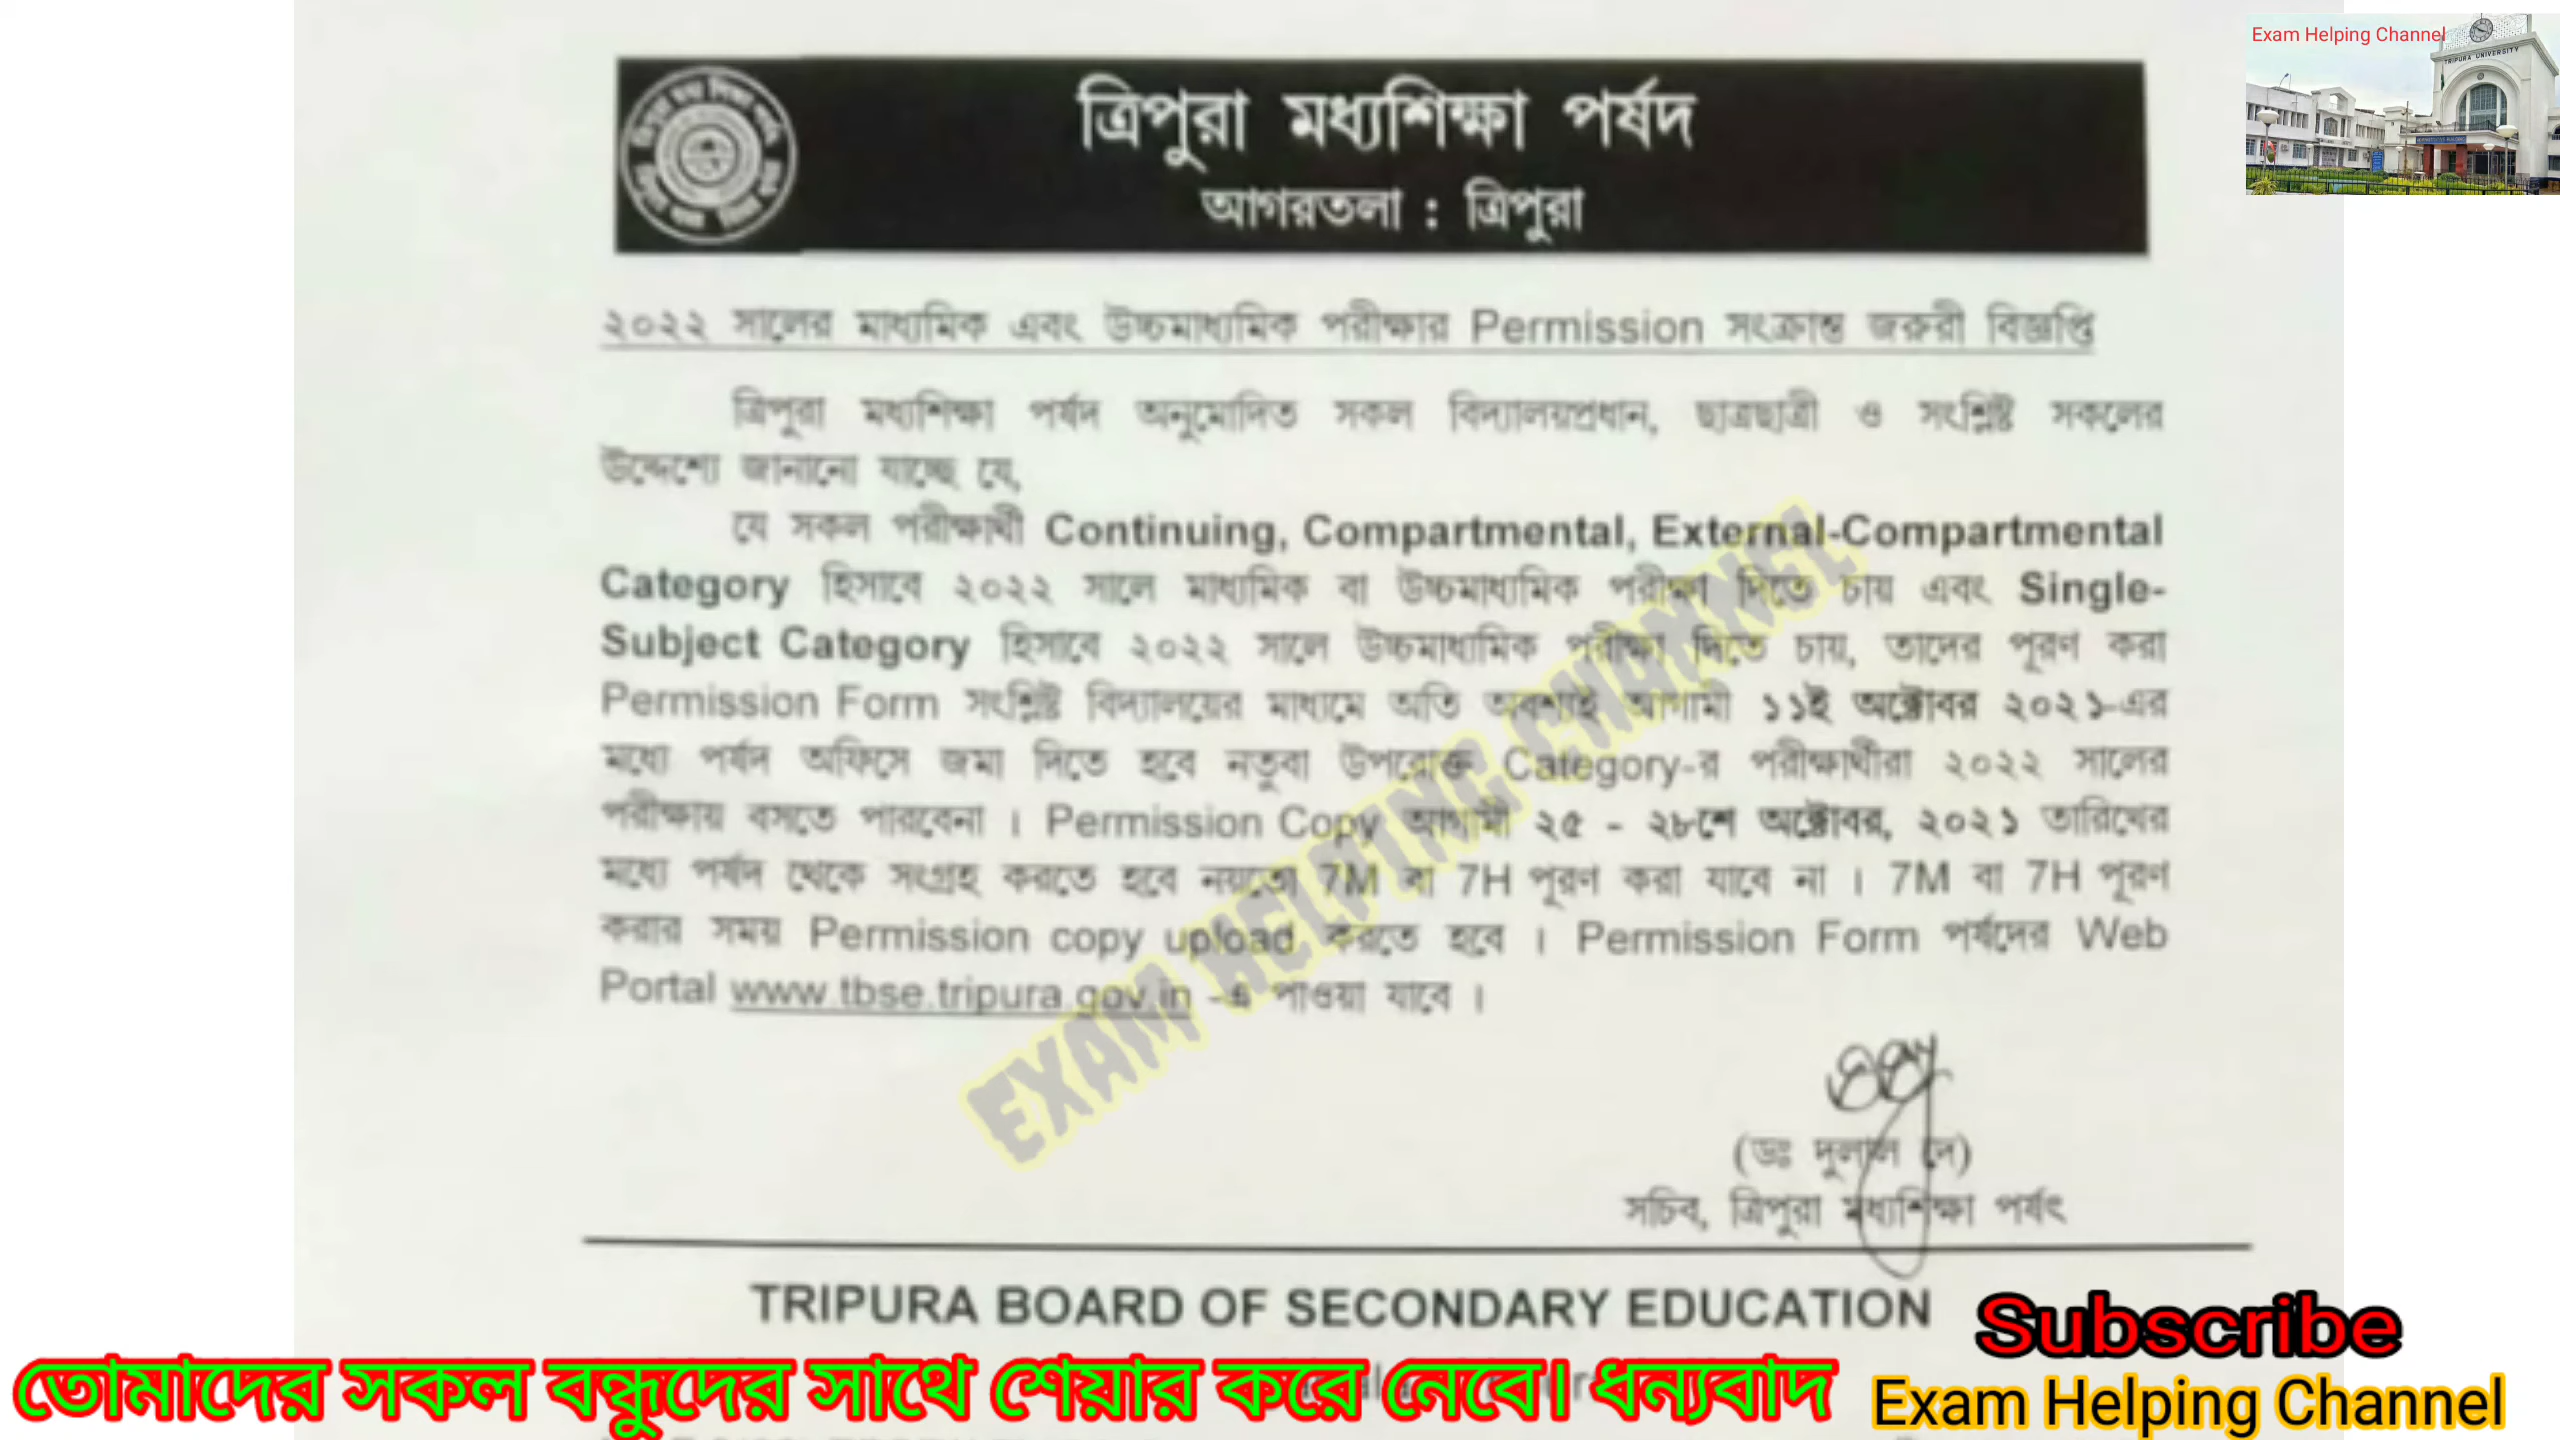 Exam Helping Channel
TRIPURA UNIVERSITY
ত্রিপুরা মধ্যশিক্ষা পর্ষদ
আগরতলা : ত্রিপুরা
২০২২ সালের মাধ্যমিক এবং উচ্চমাধ্যমিক পরীক্ষার Permission সংক্রান্ত জরুরী বিজ্ঞপ্তি
ত্রিপুরা মধ্যশিক্ষা পর্ষদ অনুমোদিত সকল বিদ্যালয়প্রধান, ছাত্রছাত্রী ও সংশ্লিষ্ট সকলের
উদ্দেশ্যে জানানো যাচ্ছে যে,
যে সকল পরীক্ষার্থী Continuing, Compartmental, External-Compartmental
Category হিসাবে ২০২২ সালে মাধ্যমিক বা উচ্চমাধ্যমিক পরীক্ষা দিতে চায় এবং Single-
Subject Category হিসাবে ২০২২ সালে উচ্চমাধ্যমিক পরীক্ষা দিতে চায়, তাদের পূরণ করা
Permission Form সংশ্লিষ্ট বিদ্যালয়ের মাধ্যমে অতি অবশ্যই আগামী ১১ই অক্টোবর ২০২১-এর
মধ্যে পর্ষদ অফিসে জমা দিতে হবে নতুবা উপরোক্ত Category-র পরীক্ষার্থীরা ২০২২ সালের
পরীক্ষায় বসতে পারবেনা । Permission Copy আগামী ২৫ - ২৮শে অক্টোবর, ২০২১ তারিখের
মধ্যে পর্ষদ থেকে সংগ্রহ করতে হবে নয়তো 7M বা 7H পূরণ করা যাবে না । 7M বা 7H পূরণ
করার সময় Permission copy upload করতে হবে । Permission Form পর্ষদের Web
Portal www.tbse.tripura.gov.in -এ পাওয়া যাবে ।
EXAM HELPING CHANNEL
(ডঃ দুলাল দে)
সচিব, ত্রিপুরা মধ্যশিক্ষা পর্ষৎ
TRIPURA BOARD OF SECONDARY EDUCATION
Subscribe
তোমাদের সকল বন্ধুদের সাথে শেয়ার করে নেবে। ধন্যবাদ
Exam Helping Channel